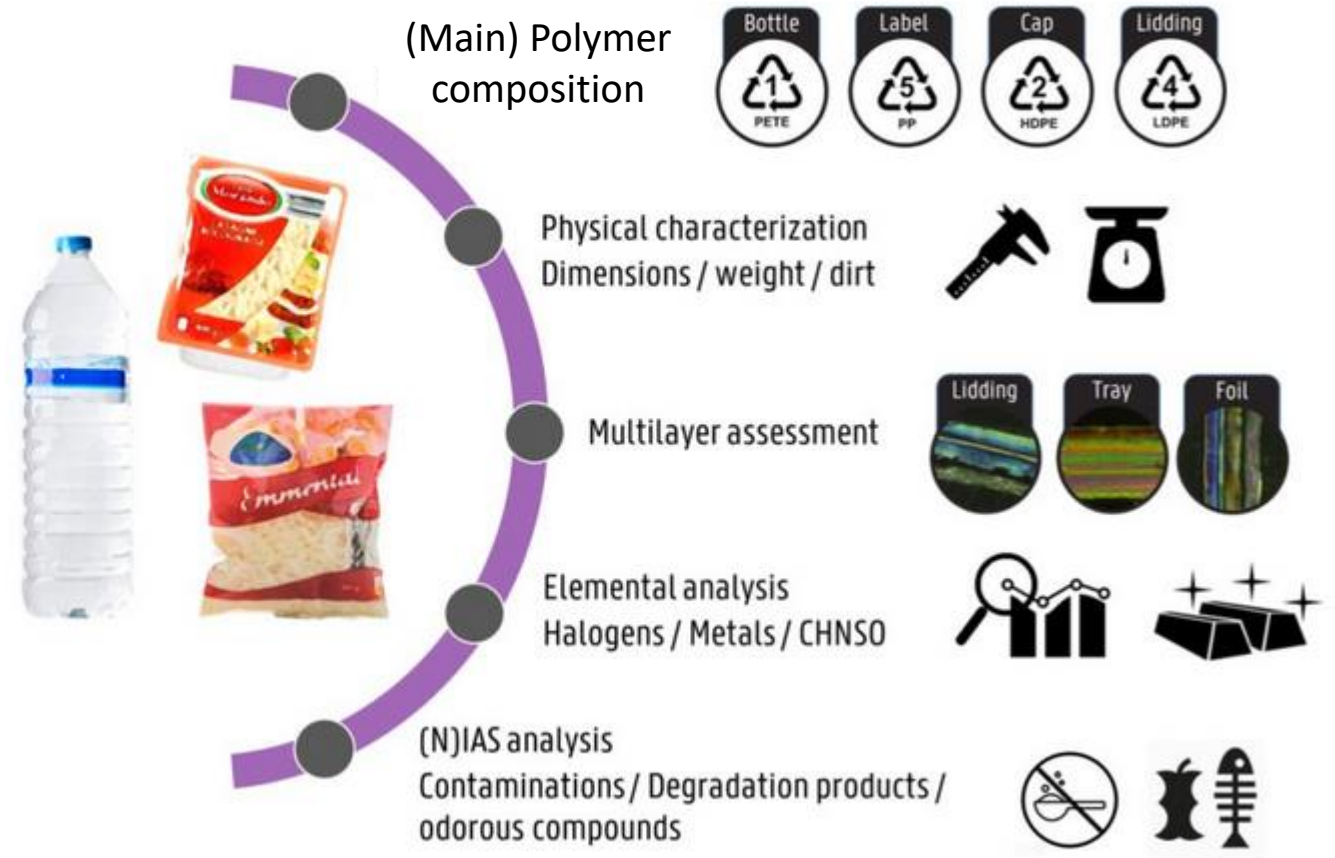 (Main) Polymer
composition
Bottle
1
PETE
Label
5
PP
Cap
2
HDPE
Lidding
4
LDPE
Physical characterization
Dimensions / weight / dirt
Multilayer assessment
Lidding
Tray
Foil
Emmental
Elemental analysis
Halogens / Metals / CHNSO
(N)IAS analysis
Contaminations / Degradation products /
odorous compounds